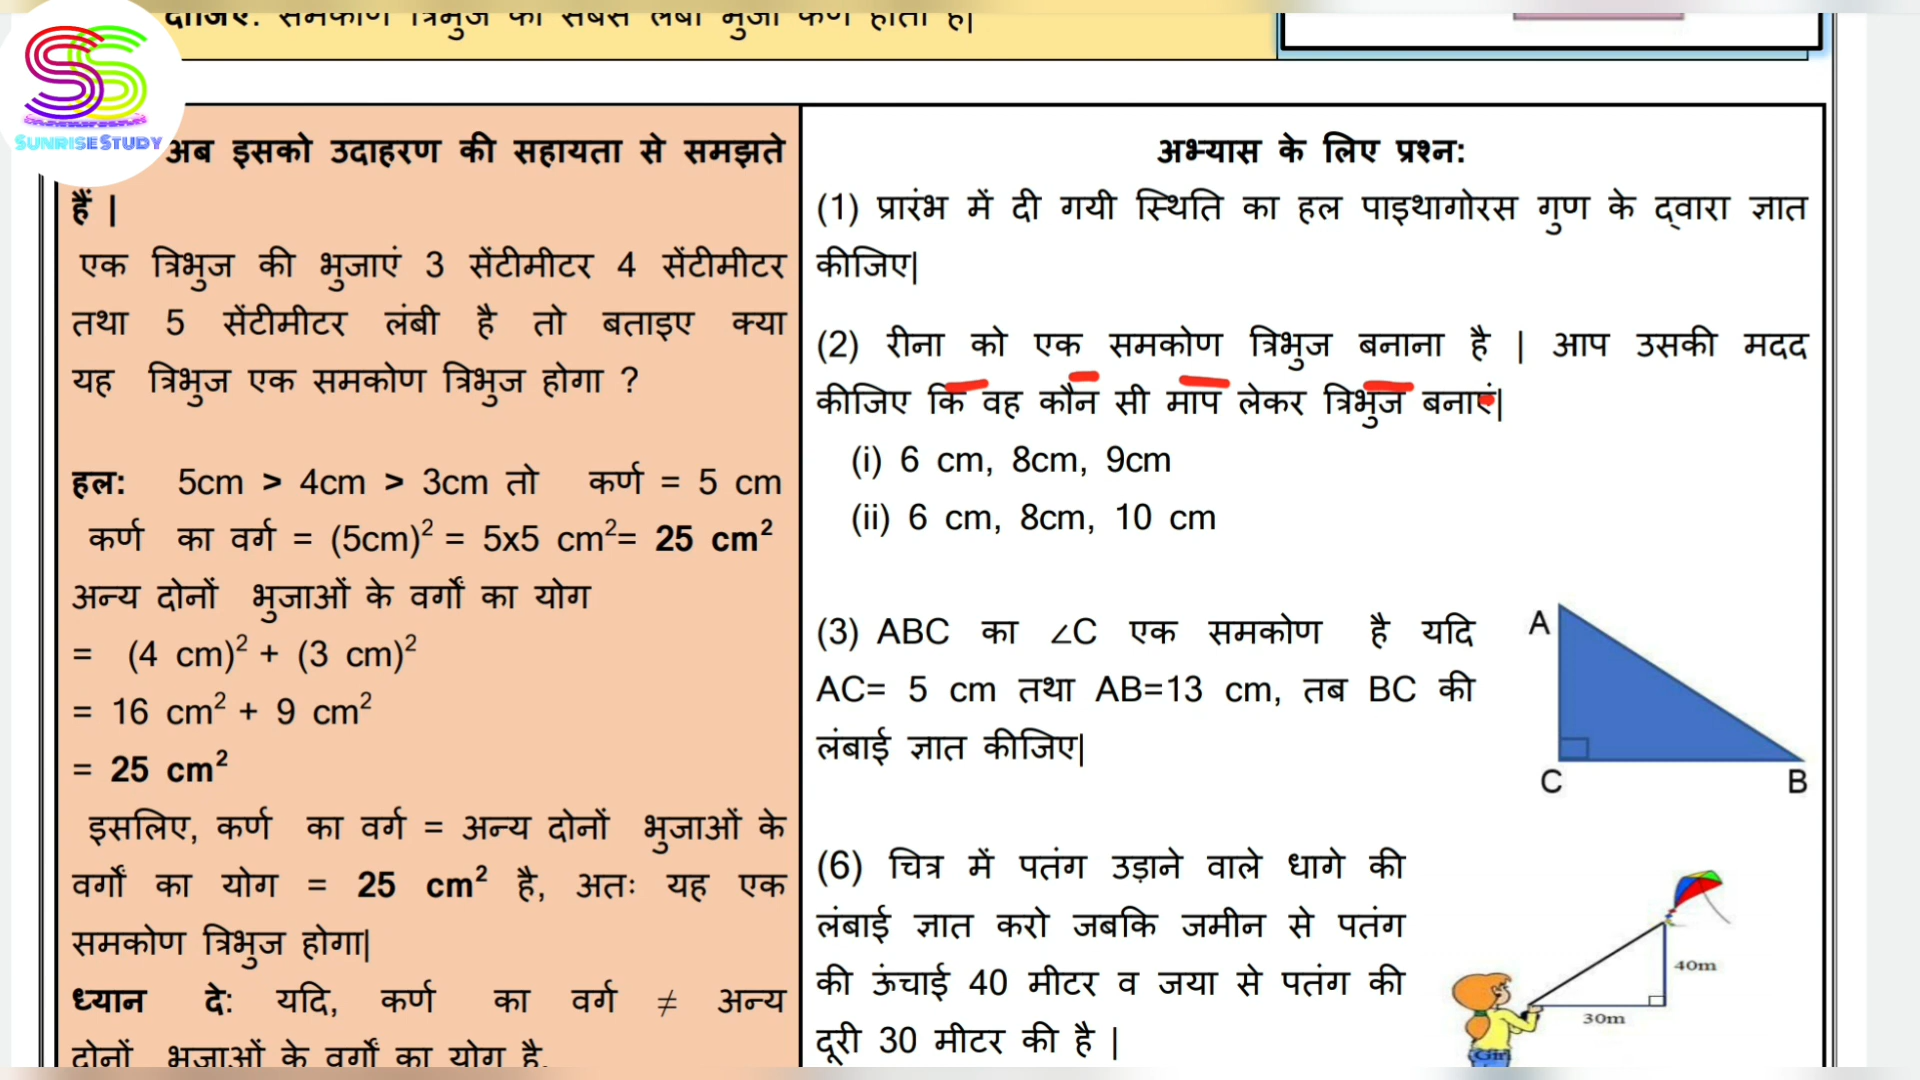 दीजिए: समकोण त्रिभुज की सबसे लंबी भुजा कर्ण होती है|
SUNRISESTUDY
अब इसको उदाहरण की सहायता से समझते
हैं |
एक त्रिभुज की भुजाएं 3 सेंटीमीटर 4 सेंटीमीटर
तथा 5 सेंटीमीटर लंबी है तो बताइए क्या
यह त्रिभुज एक समकोण त्रिभुज होगा ?
हल: 5cm > 4cm > 3cm तो कर्ण = 5 cm
कर्ण का वर्ग = (5cm)² = 5x5 cm²= 25 cm²
अन्य दोनों भुजाओं के वर्गों का योग
= (4 cm)² + (3 cm)²
= 16 cm² + 9 cm²
= 25 cm²
इसलिए, कर्ण का वर्ग = अन्य दोनों भुजाओं के
वर्गों का योग = 25 cm² है, अतः यह एक
समकोण त्रिभुज होगा|
ध्यान दे: यदि, कर्ण का वर्ग ≠ अन्य
दोनों भुजाओं के वर्गों का योग है,
अभ्यास के लिए प्रश्न:
(1) प्रारंभ में दी गयी स्थिति का हल पाइथागोरस गुण के द्वारा ज्ञात
कीजिए|
(2) रीना को एक समकोण त्रिभुज बनाना है | आप उसकी मदद
कीजिए कि वह कौन सी माप लेकर त्रिभुज बनाएं|
(i) 6 cm, 8cm, 9cm
(ii) 6 cm, 8cm, 10 cm
(3) ABC का ∠C एक समकोण है यदि
AC= 5 cm तथा AB=13 cm, तब BC की
लंबाई ज्ञात कीजिए|
A
C
B
(6) चित्र में पतंग उड़ाने वाले धागे की
लंबाई ज्ञात करो जबकि जमीन से पतंग
की ऊंचाई 40 मीटर व जया से पतंग की
दूरी 30 मीटर की है |
40m
30m
Girl